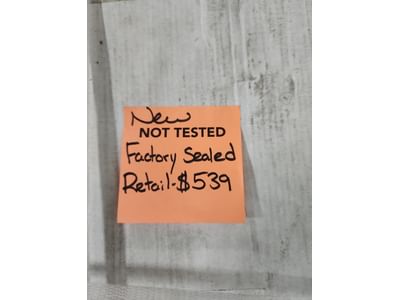 New
NOT TESTED
Factory Sealed
Retail-$539